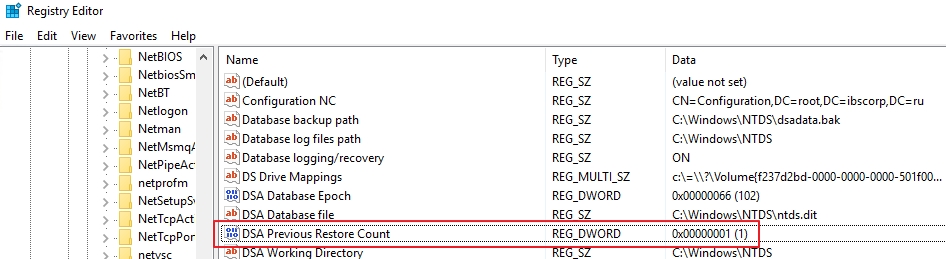 Registry Editor
File Edit View Favorites Help
Name Type Data
NetBIOS
NetbiosSm
NetBT
Netlogon
Netman
NetMsmqA
NetPipeAct
netprofm
NetSetupSv
NetTcpAct
NetTcpPor
netvsc
(Default) REG_SZ (value not set)
Configuration NC REG_SZ CN=Configuration,DC=root,DC=ibscorp,DC=ru
Database backup path REG_SZ C:\Windows\NTDS\dsadata.bak
Database log files path REG_SZ C:\Windows\NTDS
Database logging/recovery REG_SZ ON
DS Drive Mappings REG_MULTI_SZ c:\=\\?\Volume{f237d2bd-0000-0000-0000-501f00...
DSA Database Epoch REG_DWORD 0x00000066 (102)
DSA Database file REG_SZ C:\Windows\NTDS\ntds.dit
DSA Previous Restore Count REG_DWORD 0x00000001 (1)
DSA Working Directory REG_SZ C:\Windows\NTDS